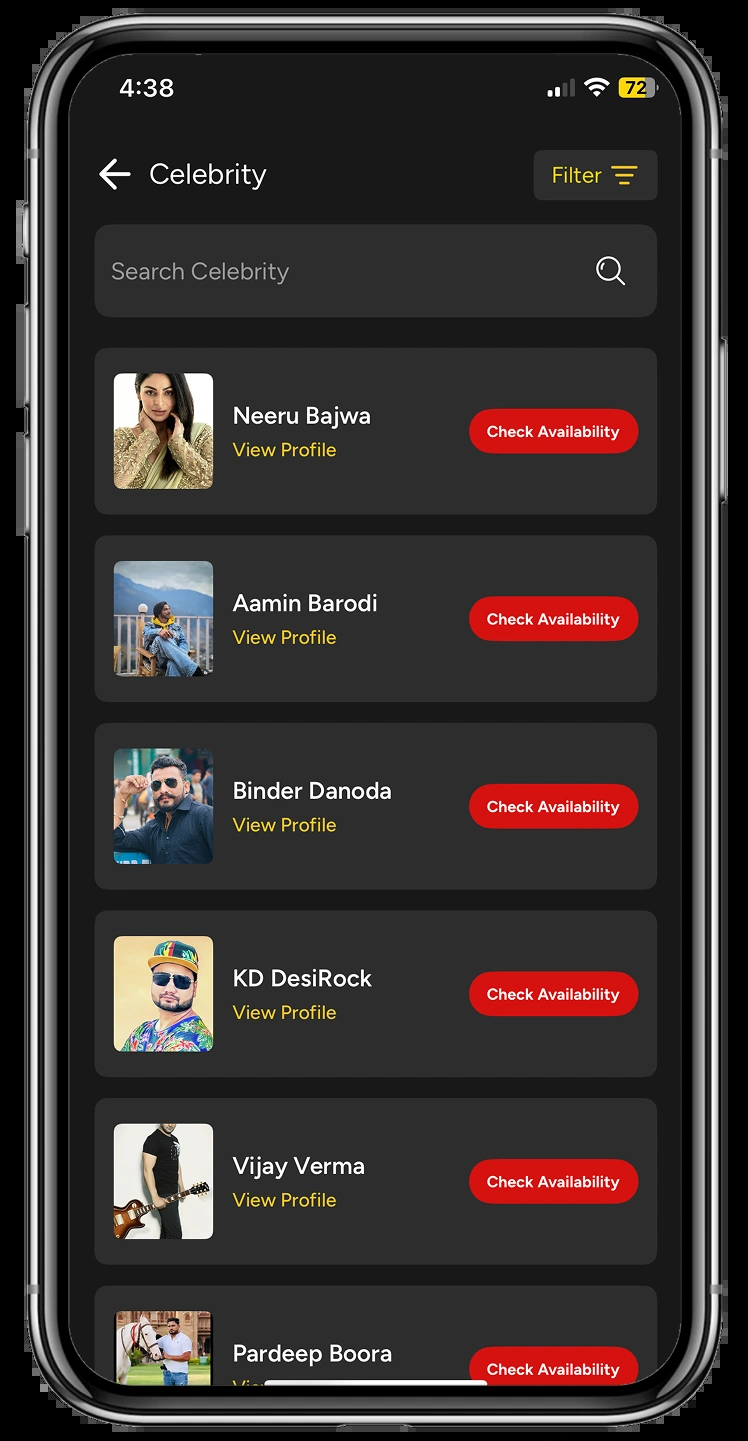 4:38
72
Celebrity
Filter
Search Celebrity
Neeru Bajwa
View Profile
Check Availability
Aamin Barodi
View Profile
Check Availability
Binder Danoda
View Profile
Check Availability
KD DesiRock
View Profile
Check Availability
Vijay Verma
View Profile
Check Availability
Pardeep Boora
Check Availability